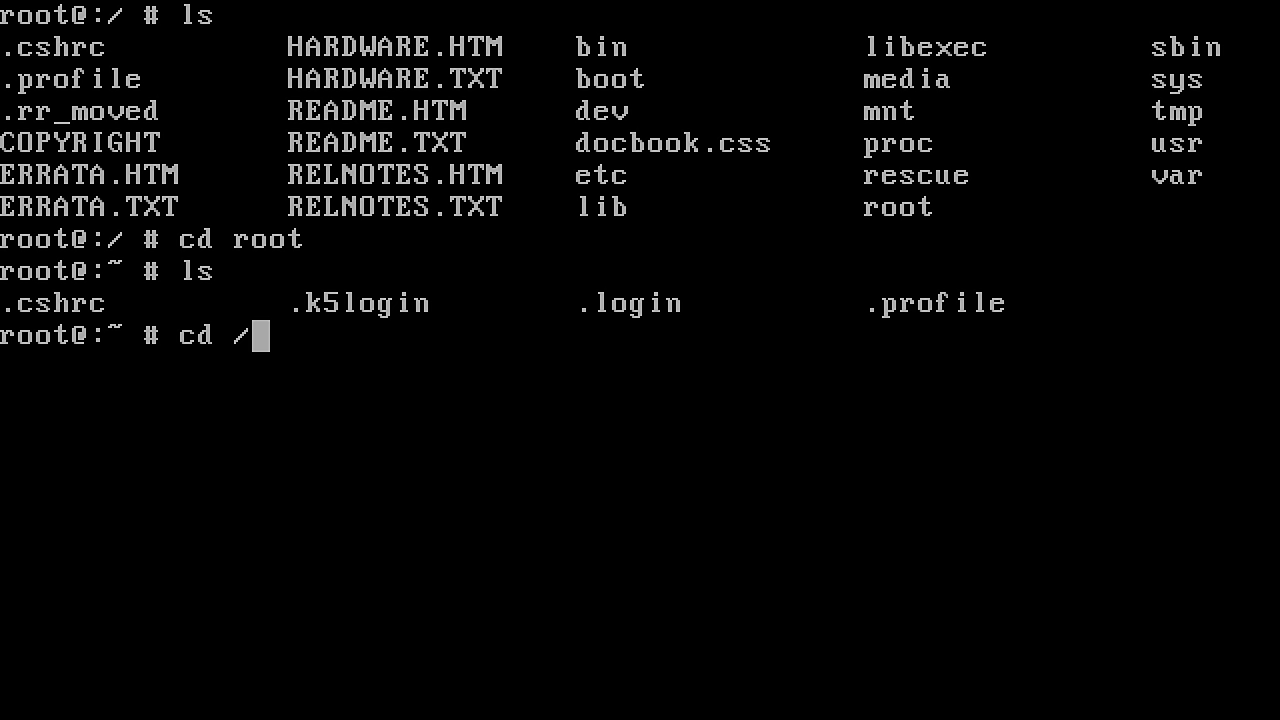 root@:/ # ls
.cshrc HARDWARE.HTM bin libexec sbin
.profile HARDWARE.TXT boot media sys
.rr_moved README.HTM dev mnt tmp
COPYRIGHT README.TXT docbook.css proc usr
ERRATA.HTM RELNOTES.HTM etc rescue var
ERRATA.TXT RELNOTES.TXT lib root
root@:/ # cd root
root@:~ # ls
.cshrc .k5login .login .profile
root@:~ # cd /